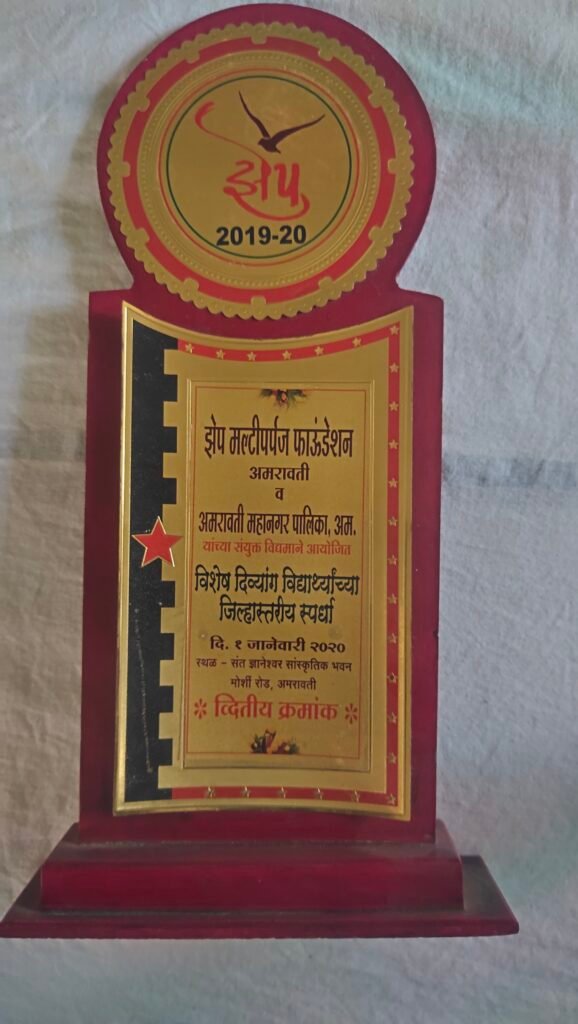 झेप
2019-20
झेप मल्टीपर्पज फाऊंडेशन
अमरावती
व
अमरावती महानगर पालिका, अम.
यांच्या संयुक्त विद्यमाने आयोजित
विशेष दिव्यांग विद्यार्थ्यांच्या
जिल्हास्तरीय स्पर्धा
दि. १ जानेवारी २०२०
स्थळ - संत ज्ञानेश्वर सांस्कृतिक भवन
मोर्शी रोड, अमरावती
* व्दितीय क्रमांक *